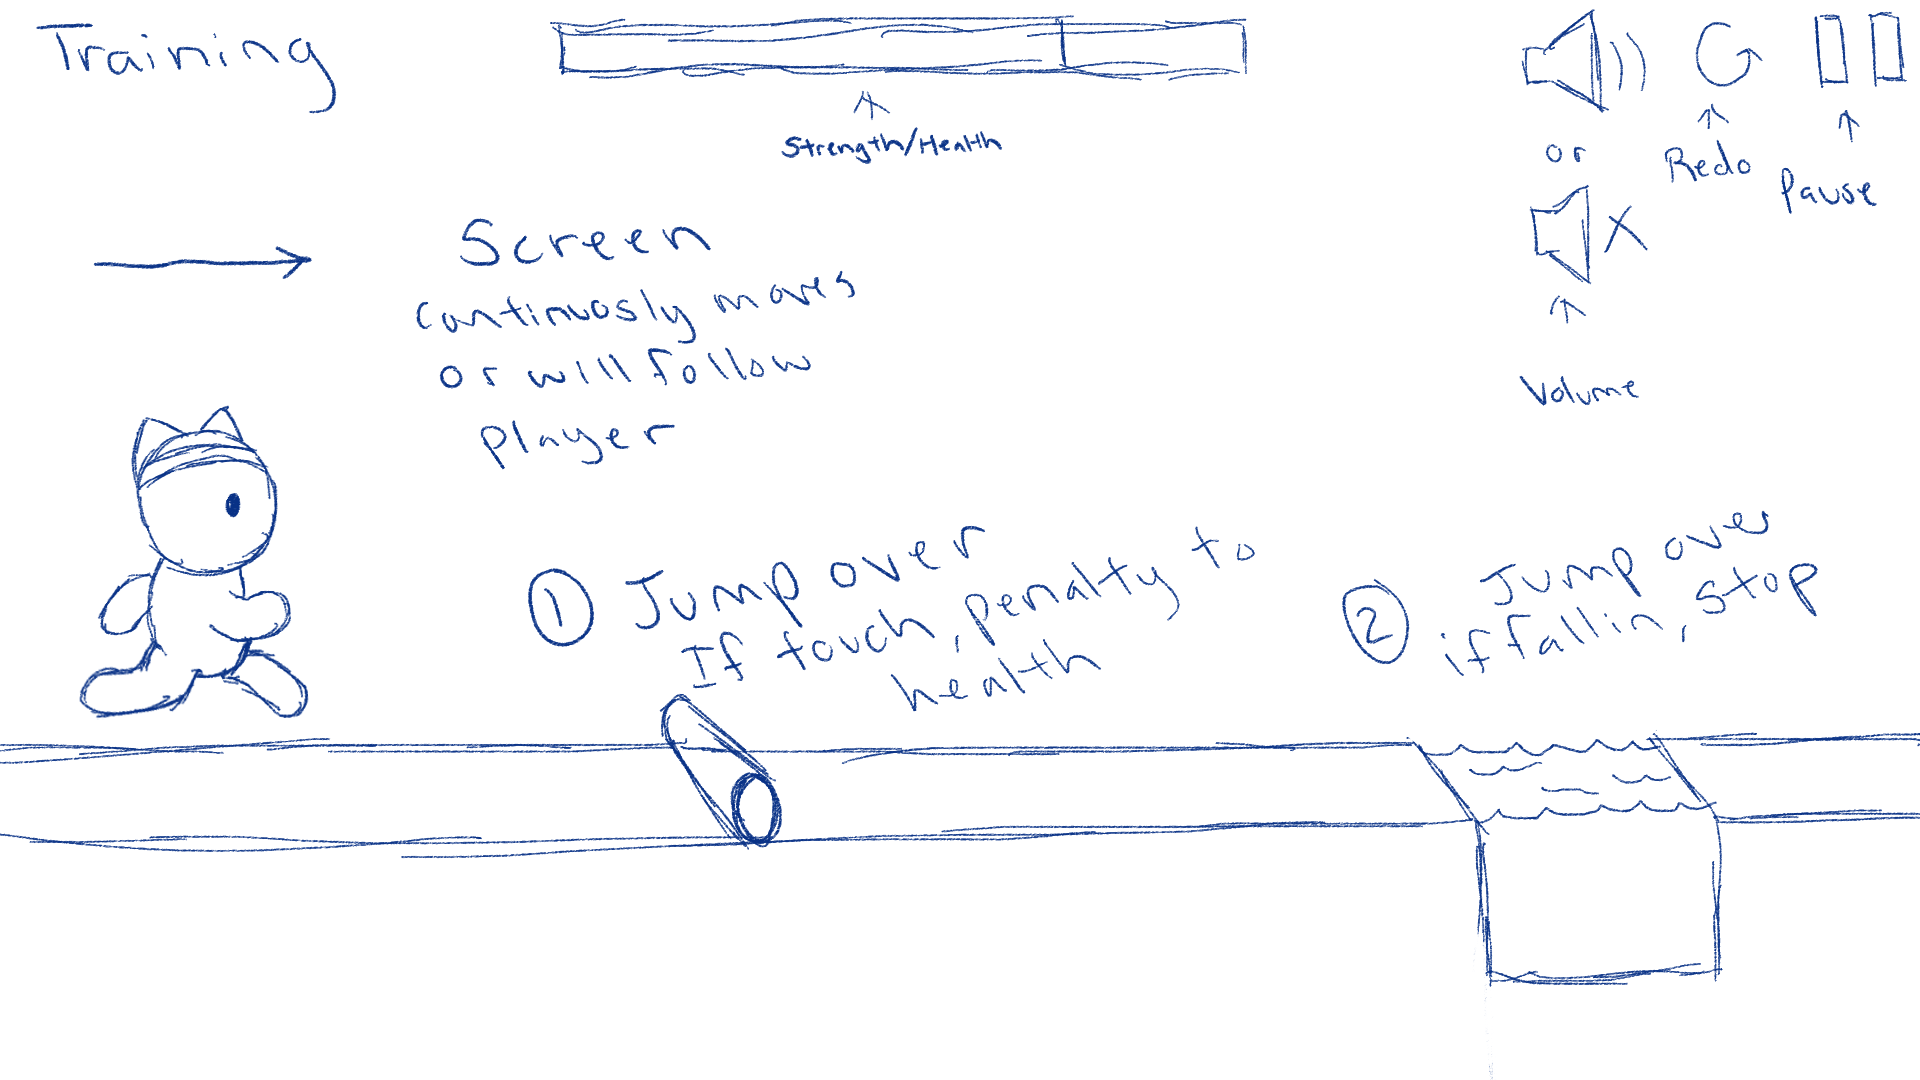 Training
Strength/Health
or
Redo
Pause
Volume
Screen
continuosly moves
or will follow
player
1 Jump over
If touch, penalty to
health
2 Jump over
if fall in, stop